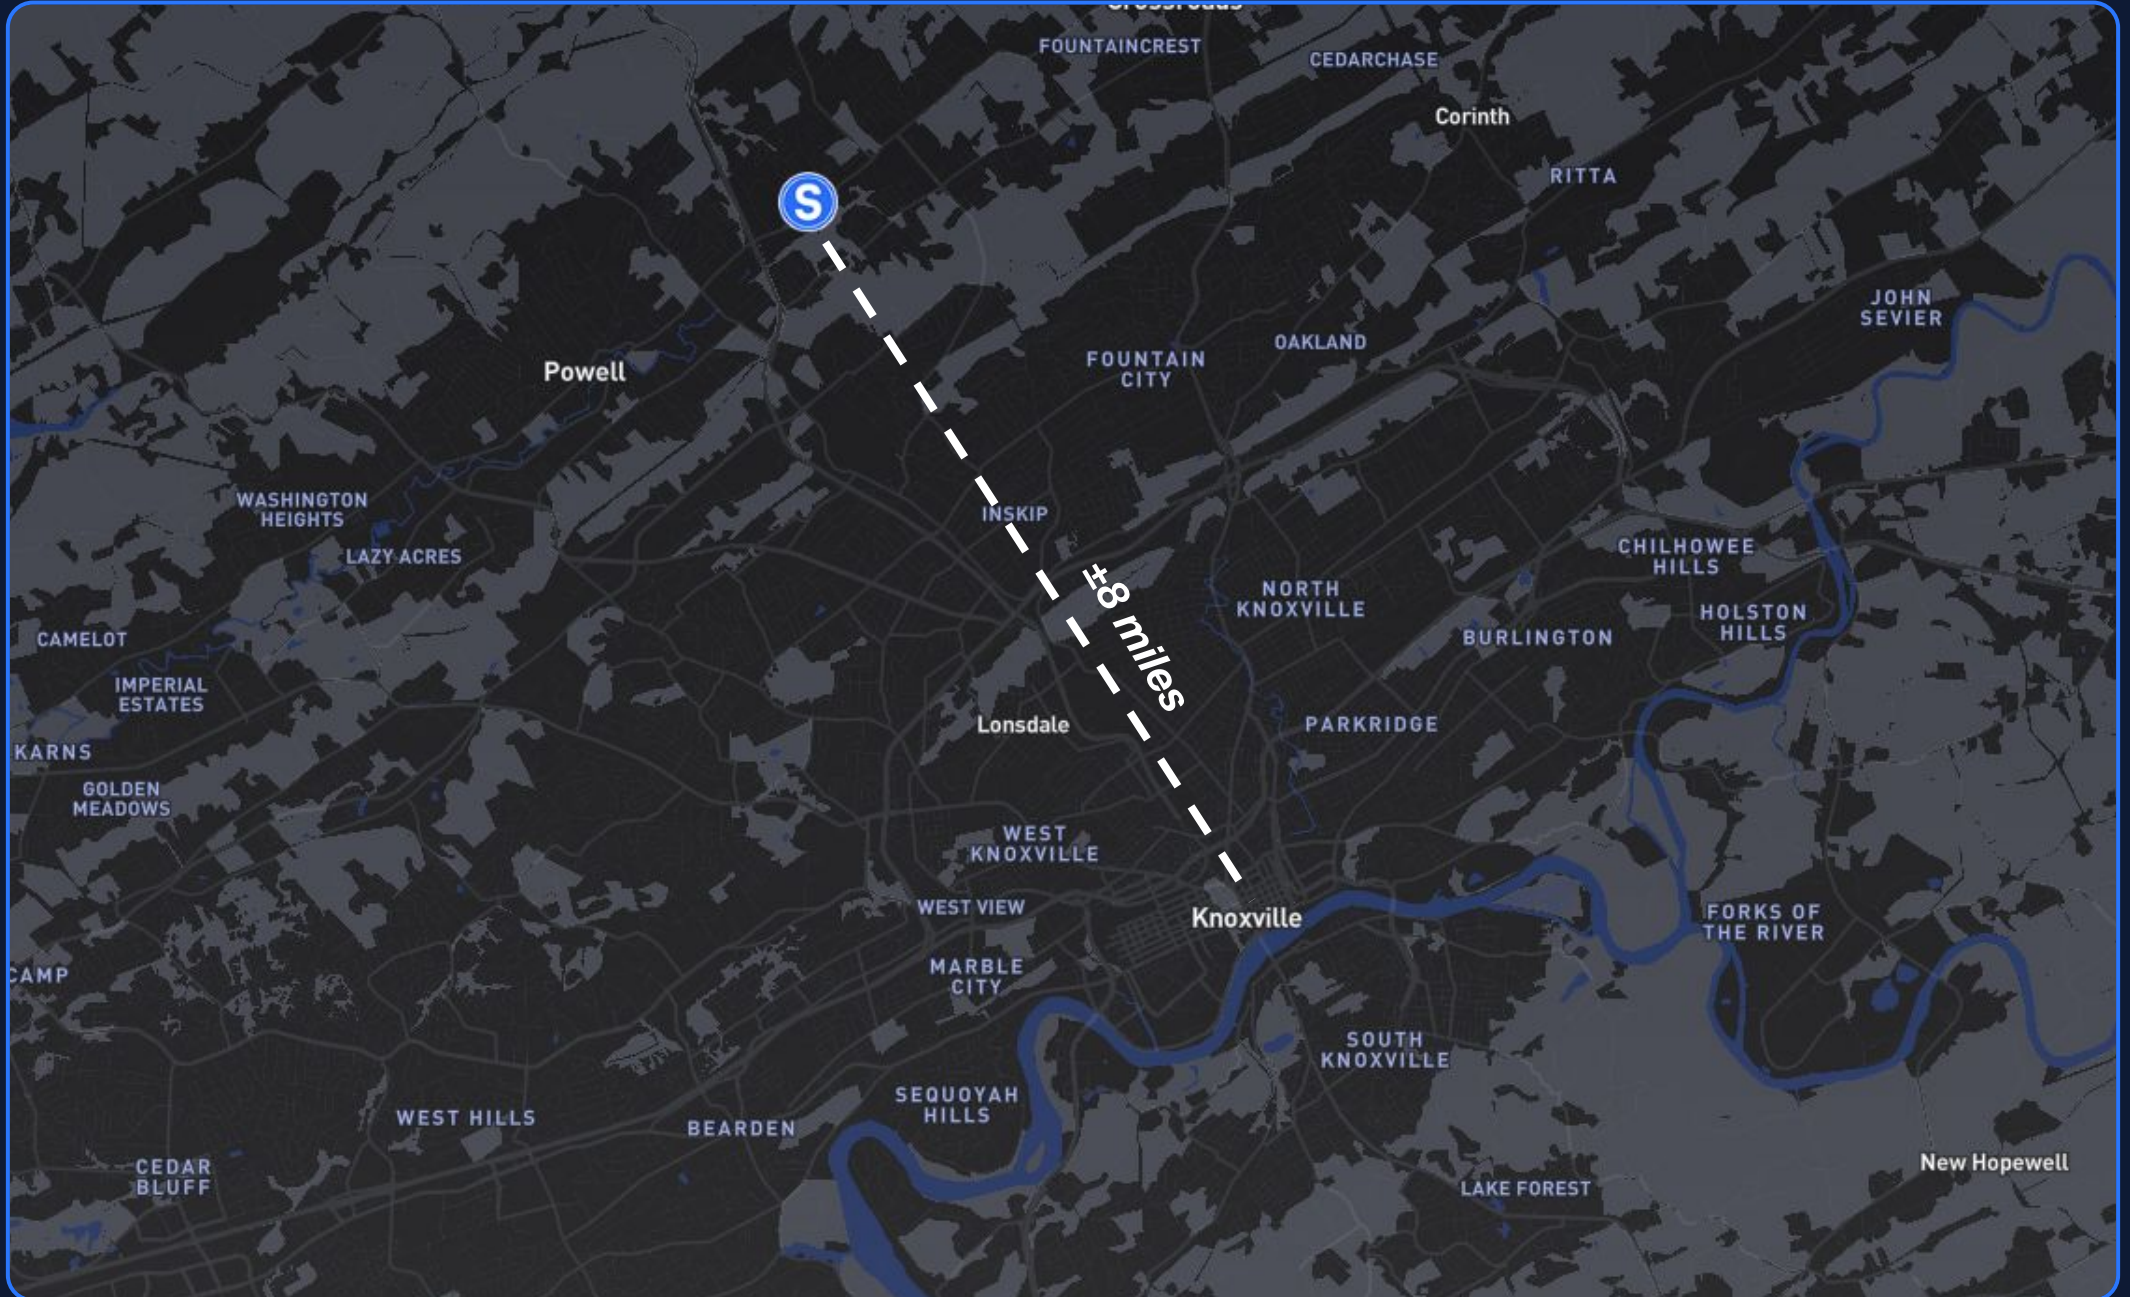 Crossroads
FOUNTAINCREST
CEDARCHASE
Corinth
RITTA
S
JOHN
SEVIER
OAKLAND
FOUNTAIN
CITY
Powell
WASHINGTON
HEIGHTS
INSKIP
LAZY ACRES
CHILHOWEE
HILLS
±8 miles
NORTH
KNOXVILLE
HOLSTON
HILLS
BURLINGTON
CAMELOT
IMPERIAL
ESTATES
Lonsdale
PARKRIDGE
KARNS
GOLDEN
MEADOWS
WEST
KNOXVILLE
WEST VIEW
Knoxville
FORKS OF
THE RIVER
CAMP
MARBLE
CITY
SOUTH
KNOXVILLE
SEQUOYAH
HILLS
WEST HILLS
BEARDEN
New Hopewell
CEDAR
BLUFF
LAKE FOREST